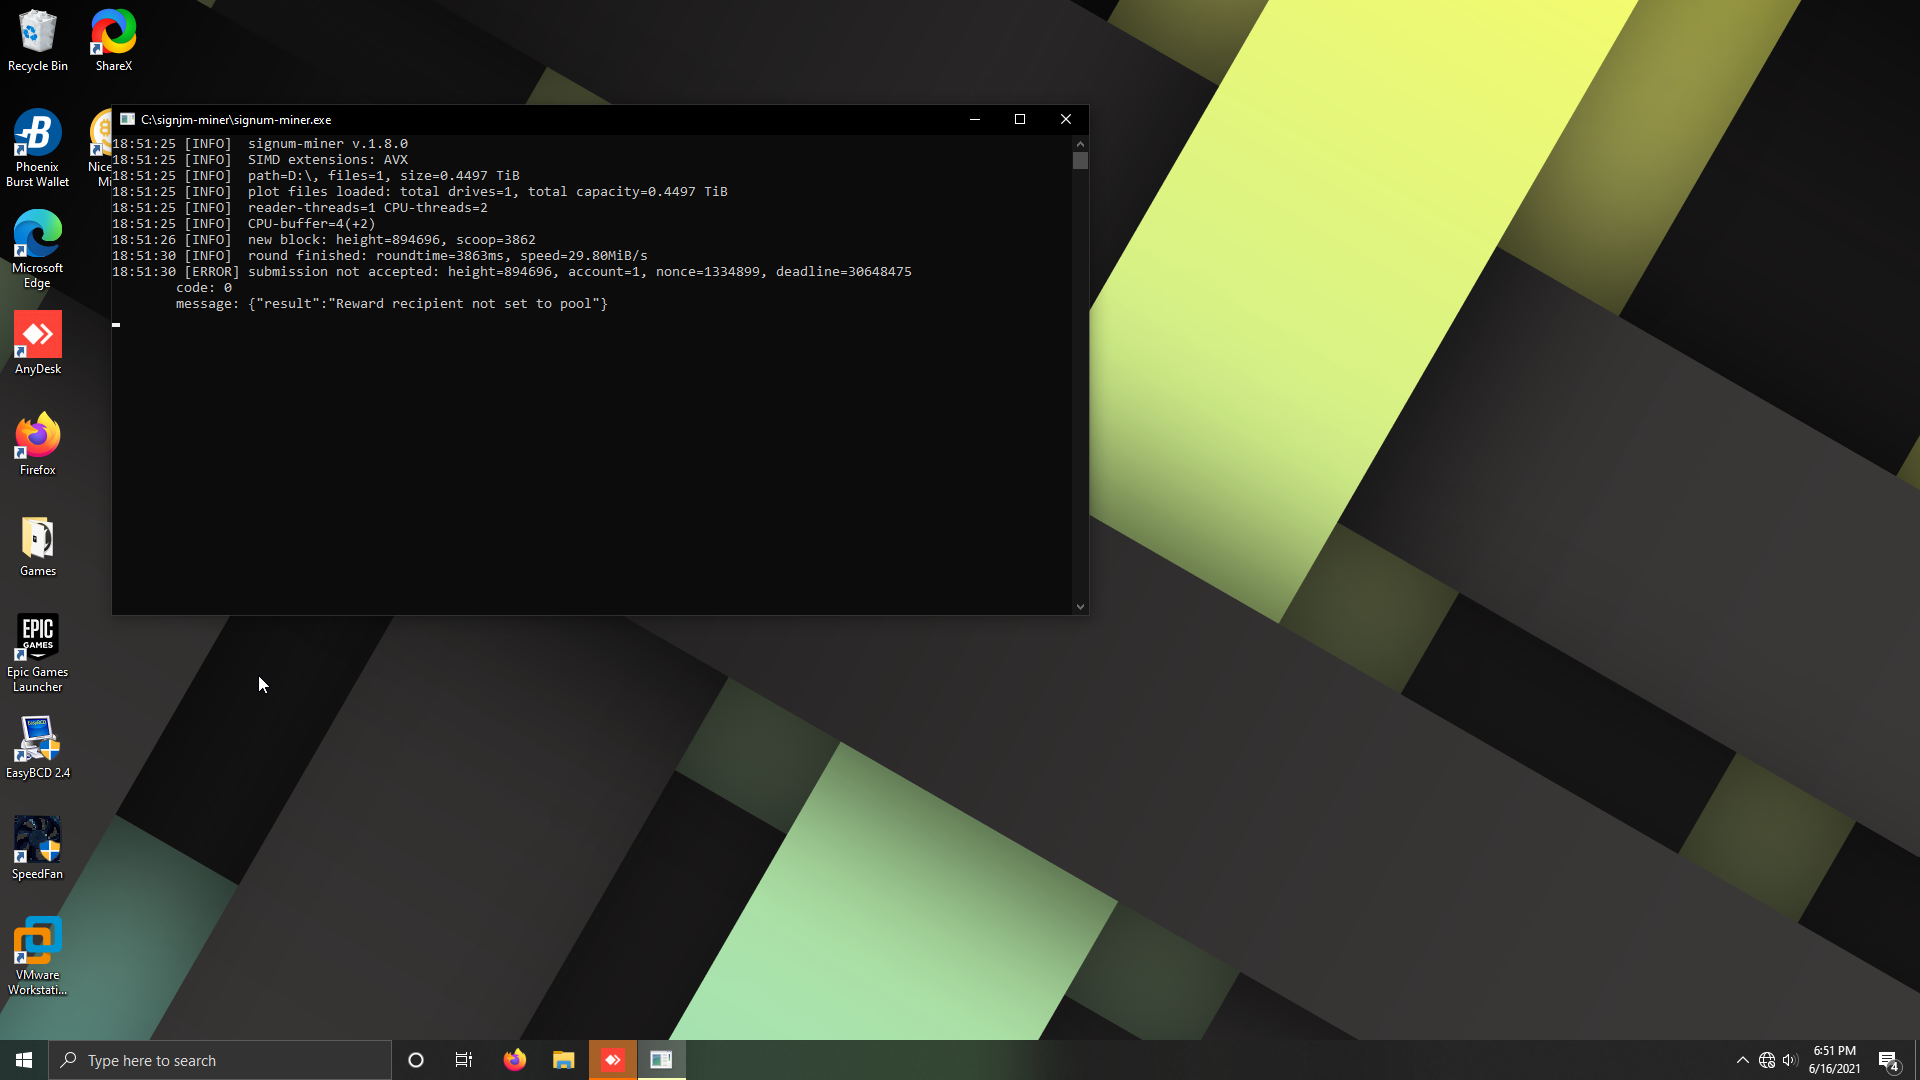 Recycle Bin
ShareX
Phoenix
Burst Wallet
Nice
Mi
Microsoft
Edge
AnyDesk
Firefox
Games
EPIC
GAMES
Epic Games
Launcher
EasyBCD 2.4
SpeedFan
VMware
Workstati...
C:\signjm-miner\signum-miner.exe
18:51:25 [INFO]  signum-miner v.1.8.0
18:51:25 [INFO]  SIMD extensions: AVX
18:51:25 [INFO]  path=D:\, files=1, size=0.4497 TiB
18:51:25 [INFO]  plot files loaded: total drives=1, total capacity=0.4497 TiB
18:51:25 [INFO]  reader-threads=1 CPU-threads=2
18:51:25 [INFO]  CPU-buffer=4(+2)
18:51:26 [INFO]  new block: height=894696, scoop=3862
18:51:30 [INFO]  round finished: roundtime=3863ms, speed=29.80MiB/s
18:51:30 [ERROR] submission not accepted: height=894696, account=1, nonce=1334899, deadline=30648475
code: 0
message: {"result":"Reward recipient not set to pool"}
Type here to search
6:51 PM
6/16/2021
4